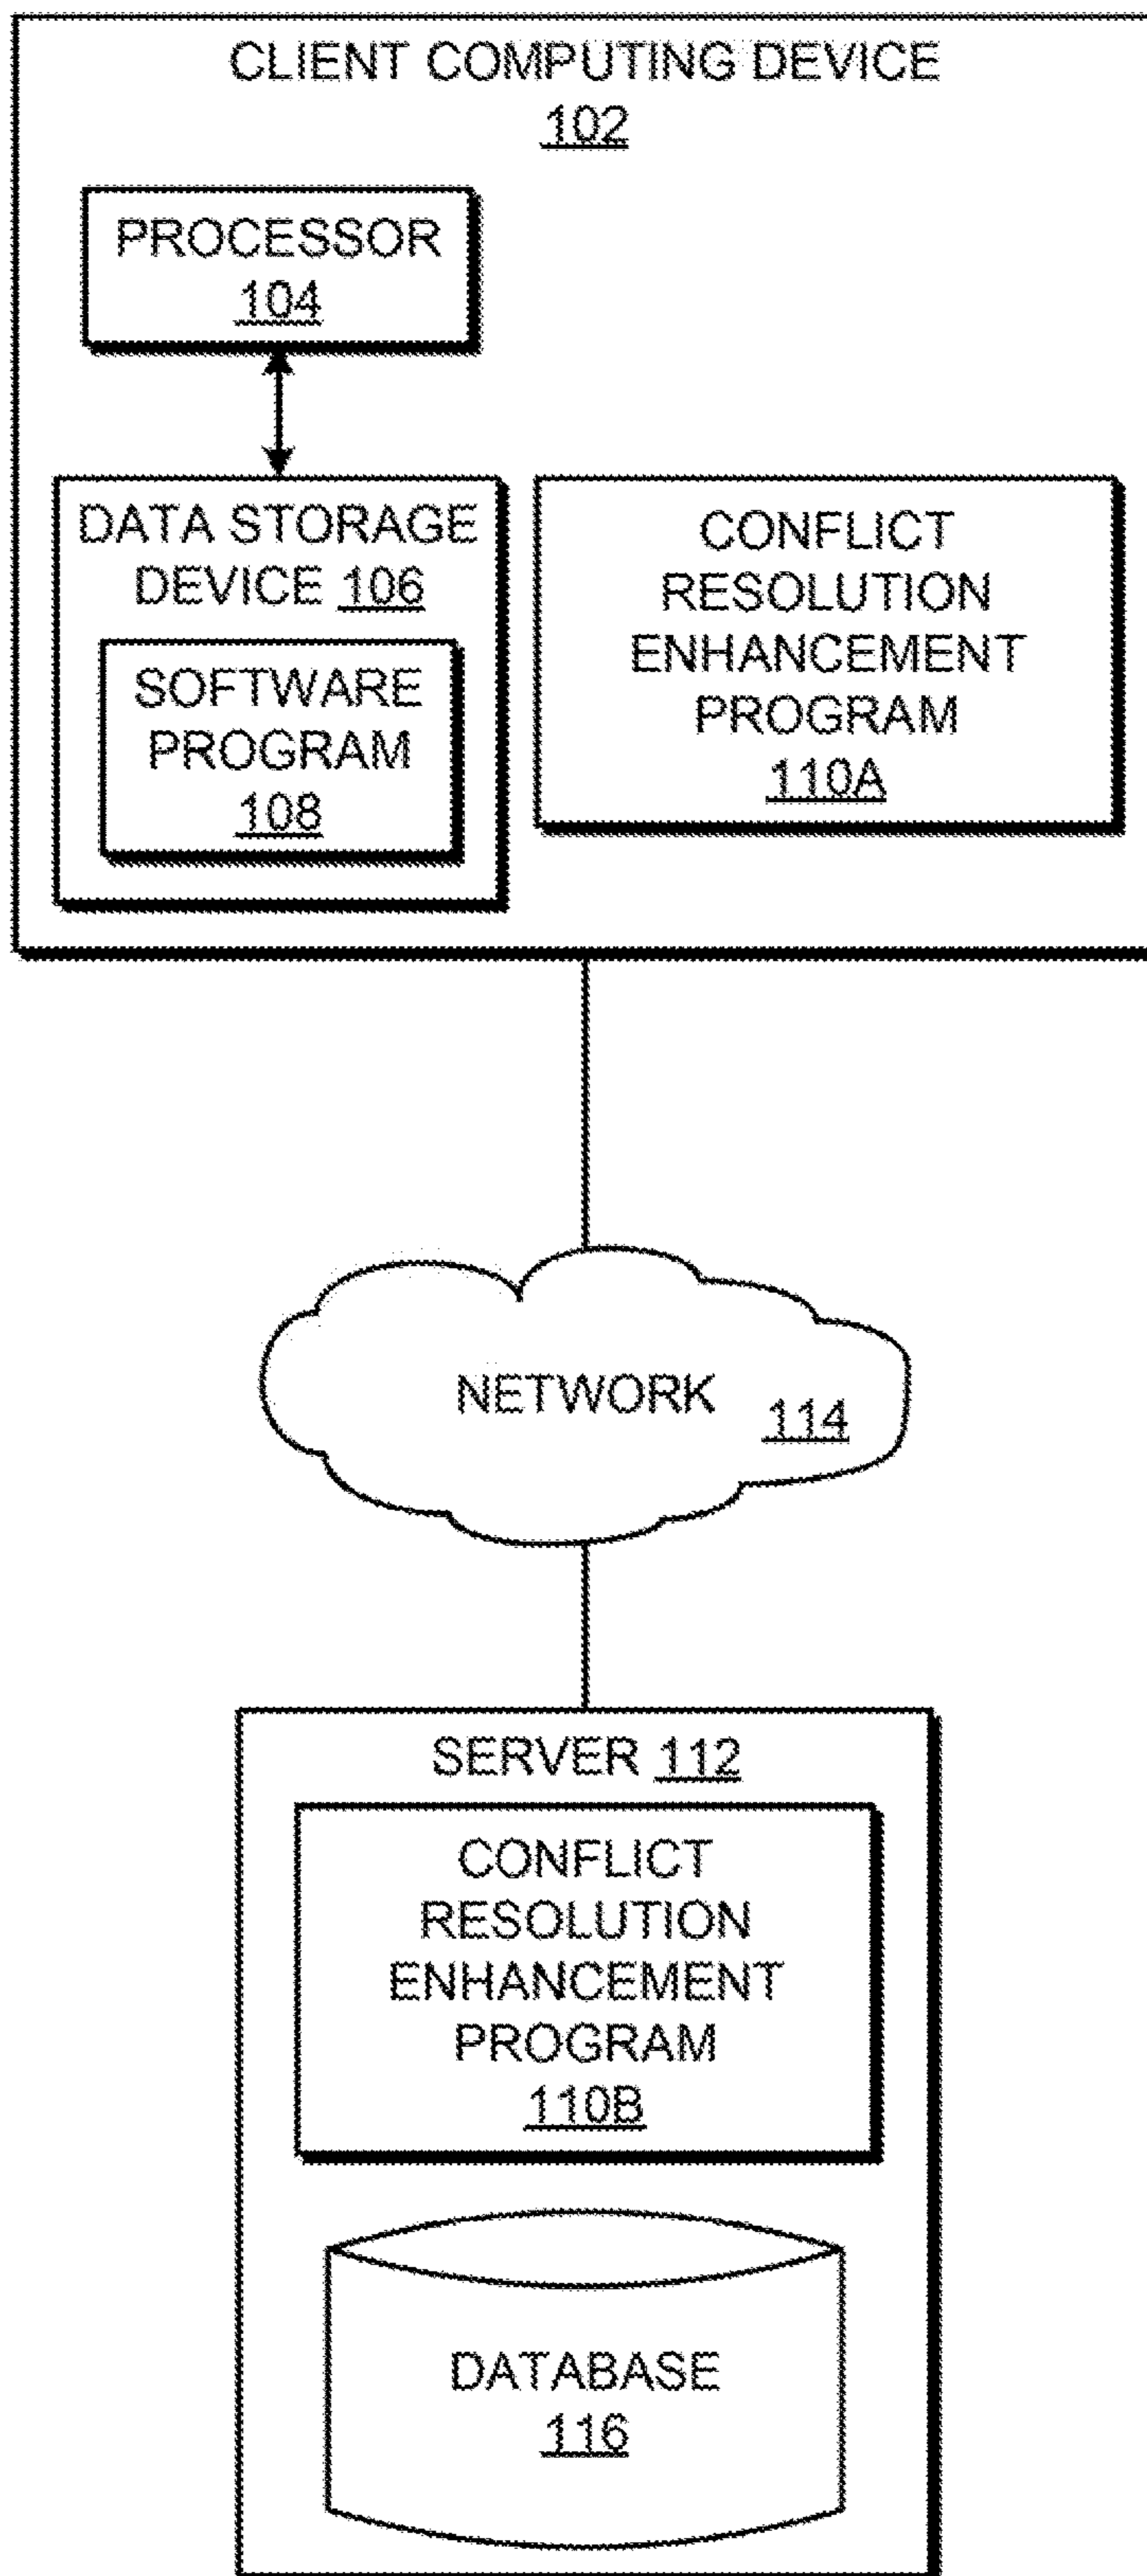 CLIENT COMPUTING DEVICE
102
PROCESSOR
104
DATA STORAGE
DEVICE 106
SOFTWARE
PROGRAM
108
CONFLICT
RESOLUTION
ENHANCEMENT
PROGRAM
110A
NETWORK 114
SERVER 112
CONFLICT
RESOLUTION
ENHANCEMENT
PROGRAM
110B
DATABASE
116